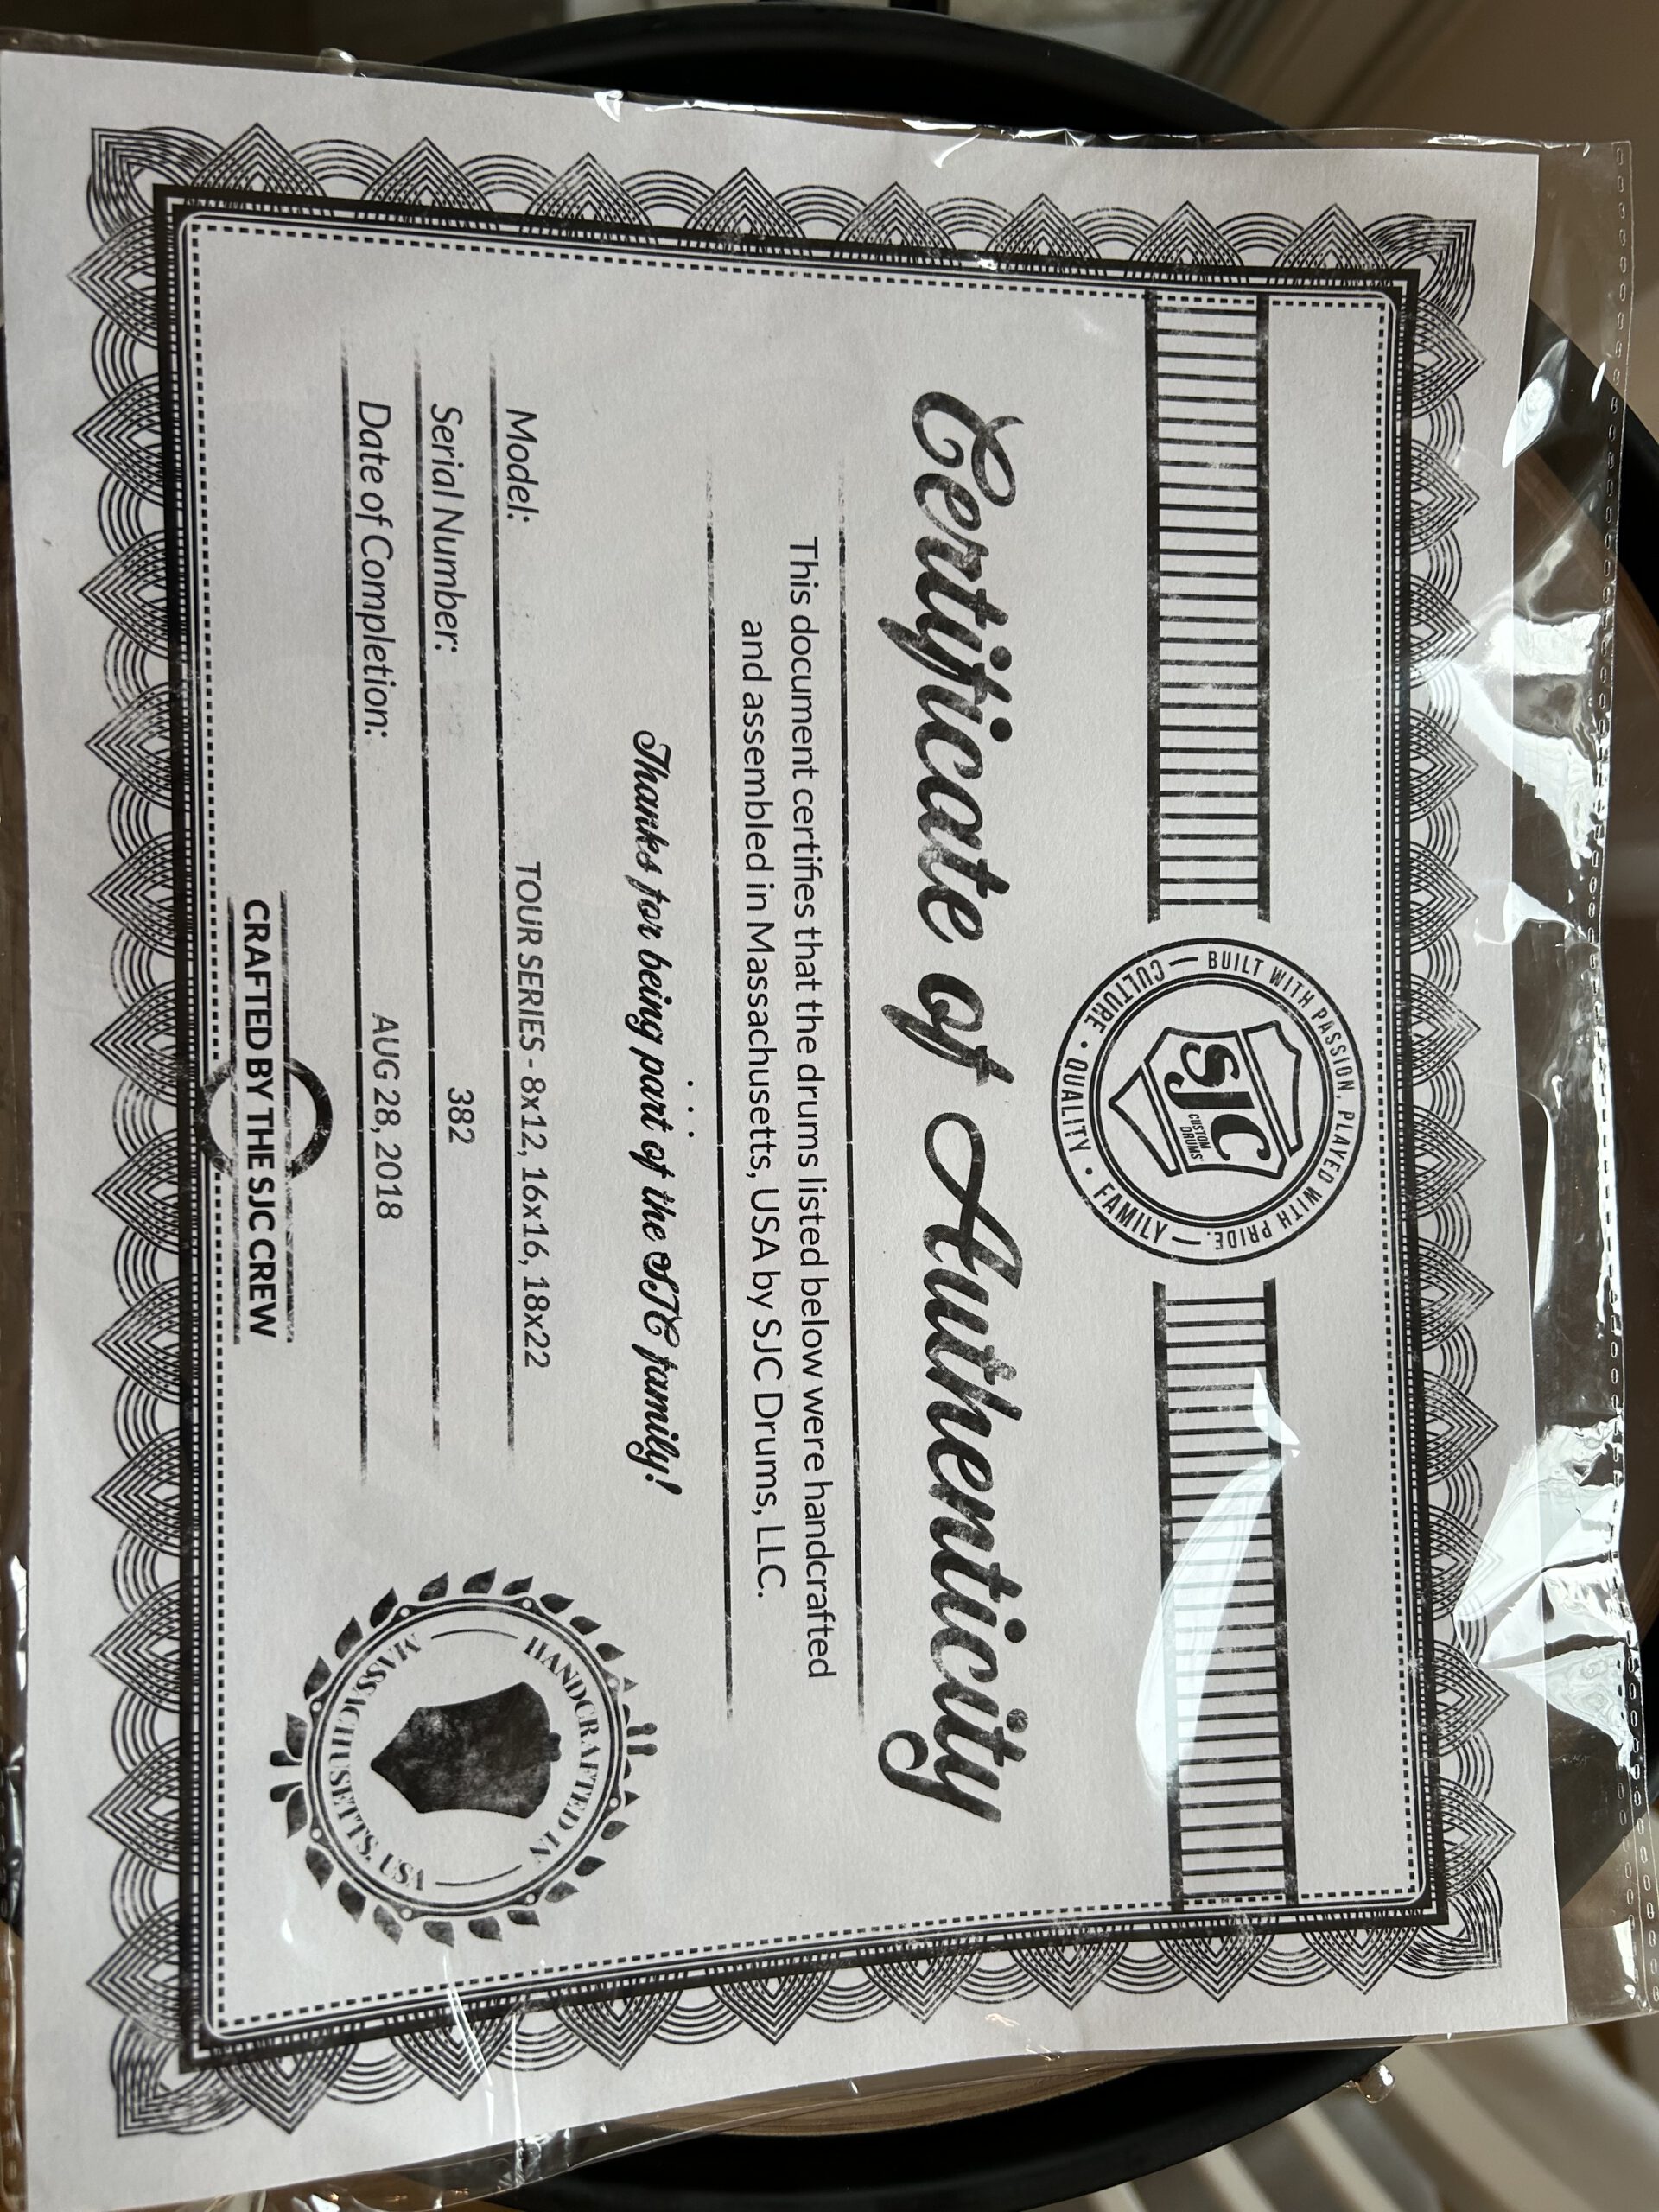 BUILT WITH PASSION, PLAYED WITH PRIDE.
CULTURE • QUALITY • FAMILY
SJC
CUSTOM
DRUMS
Certificate of Authenticity
This document certifies that the drums listed below were handcrafted
and assembled in Massachusetts, USA by SJC Drums, LLC.
Thanks for being part of the SJC family!
Model: TOUR SERIES - 8x12, 16x16, 18x22
Serial Number: 382
Date of Completion: AUG 28, 2018
CRAFTED BY THE SJC CREW
HANDCRAFTED IN
MASSACHUSETTS, USA